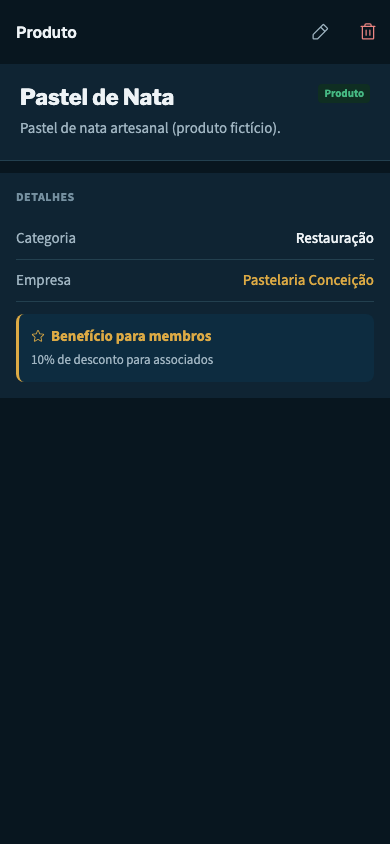 Produto
Pastel de Nata
Produto
Pastel de nata artesanal (produto fictício).
DETALHES
Categoria
Restauração
Empresa
Pastelaria Conceição
Benefício para membros
10% de desconto para associados